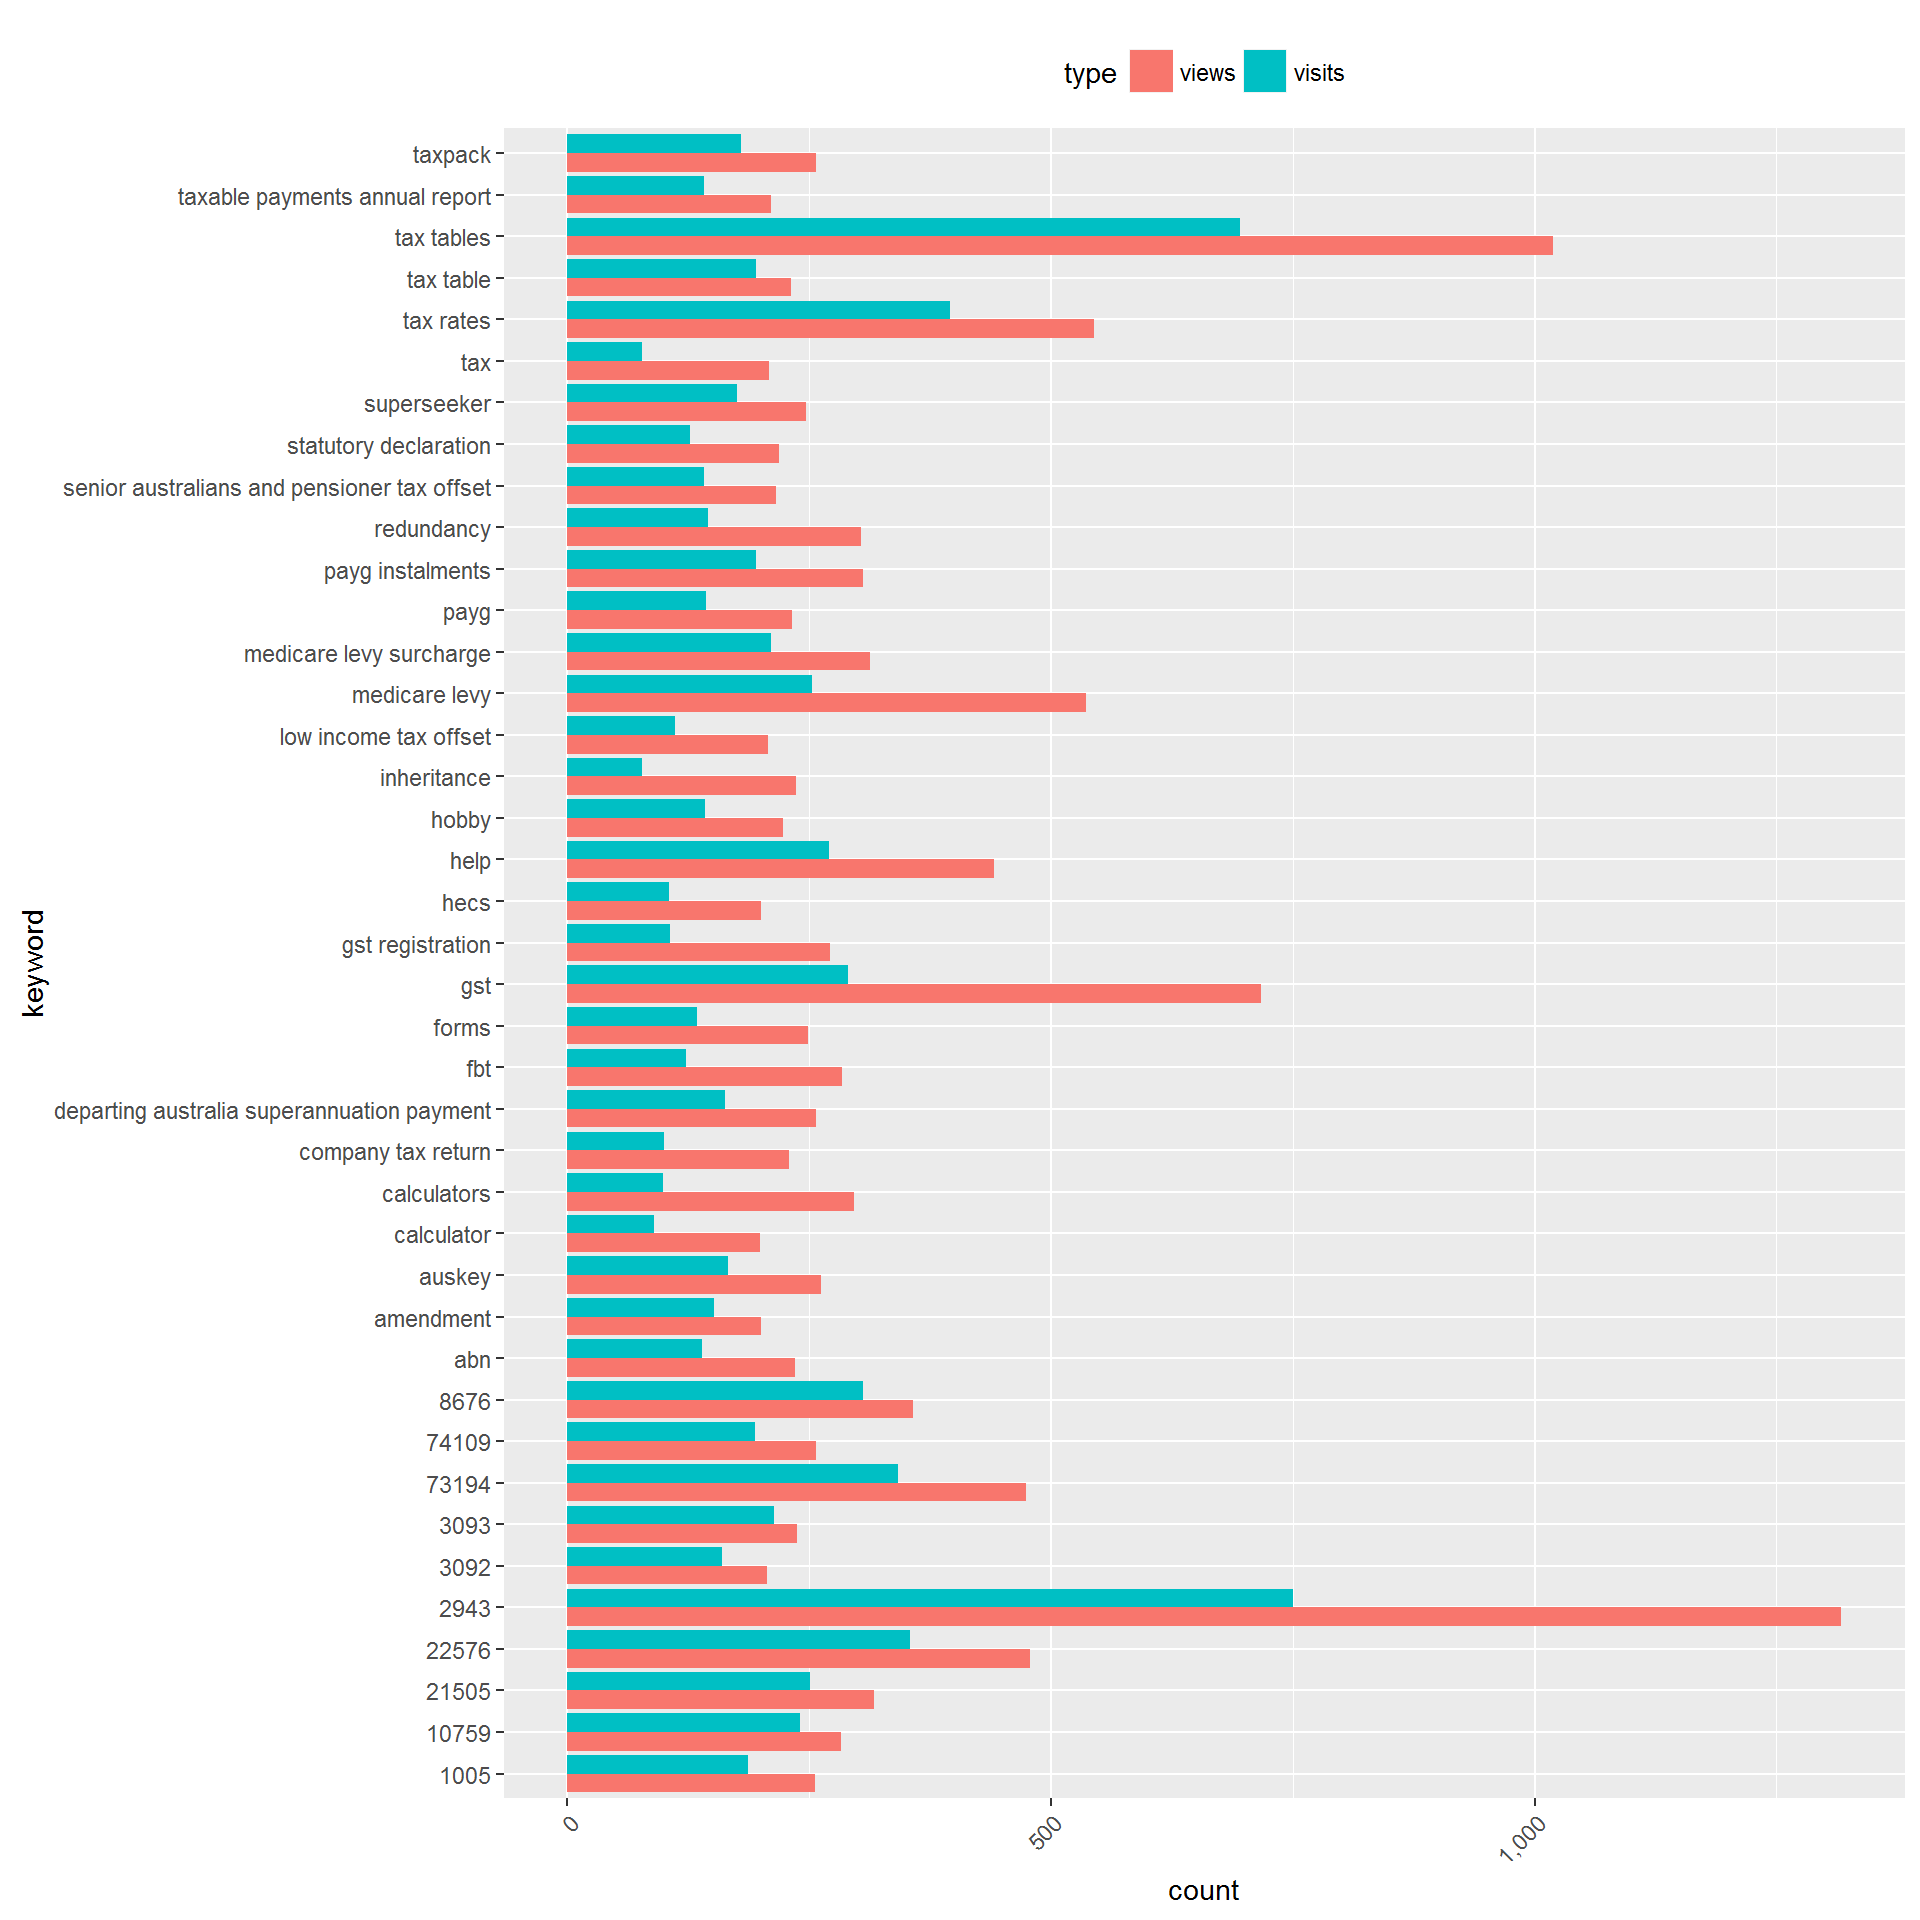 type views visits
taxpack
taxable payments annual report
tax tables
tax table
tax rates
tax
superseeker
statutory declaration
senior australians and pensioner tax offset
redundancy
payg instalments
payg
medicare levy surcharge
medicare levy
low income tax offset
inheritance
hobby
help
hecs
gst registration
gst
forms
fbt
departing australia superannuation payment
company tax return
calculators
calculator
auskey
amendment
abn
8676
74109
73194
3093
3092
2943
22576
21505
10759
1005
keyword
0 500 1,000
count